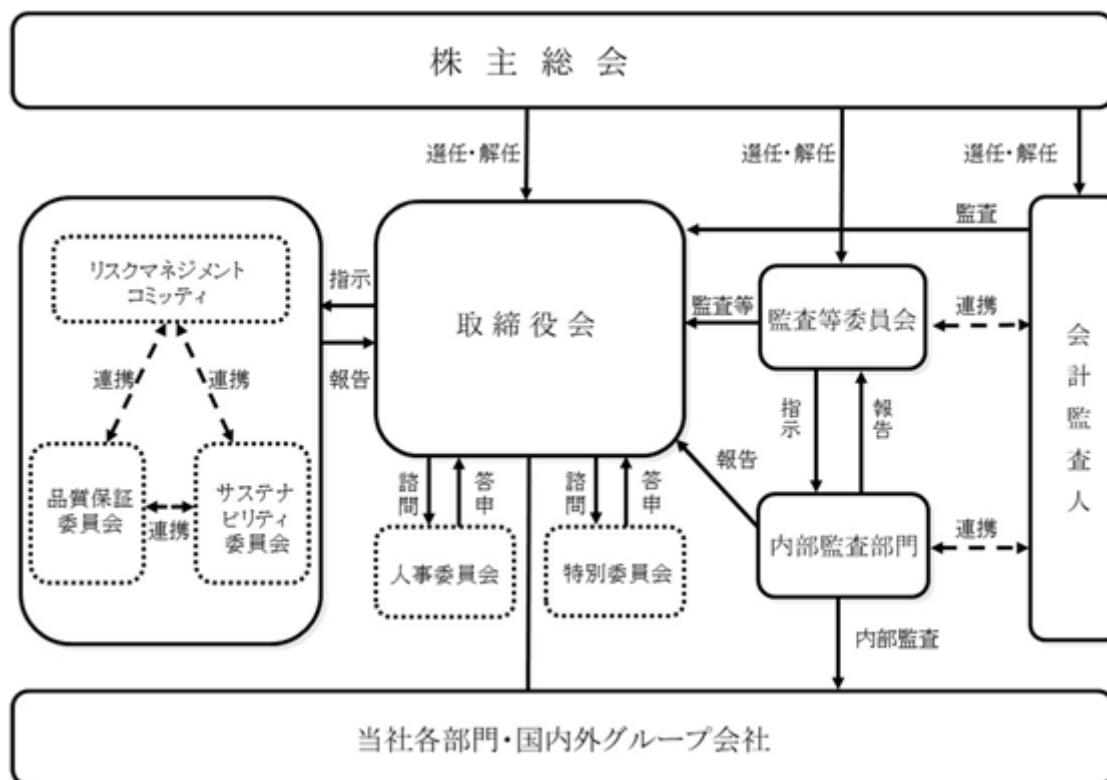 株主総会
選任・解任
選任・解任
選任・解任
監査
リスクマネジメント
コミッティ
指示
取締役会
監査等
監査等委員会
連携
会計監査人
連携
連携
報告
指示
報告
報告
品質保証
委員会
連携
サステナ
ビリティ
委員会
諮問
答申
諮問
答申
内部監査部門
連携
人事委員会
特別委員会
内部監査
当社各部門・国内外グループ会社